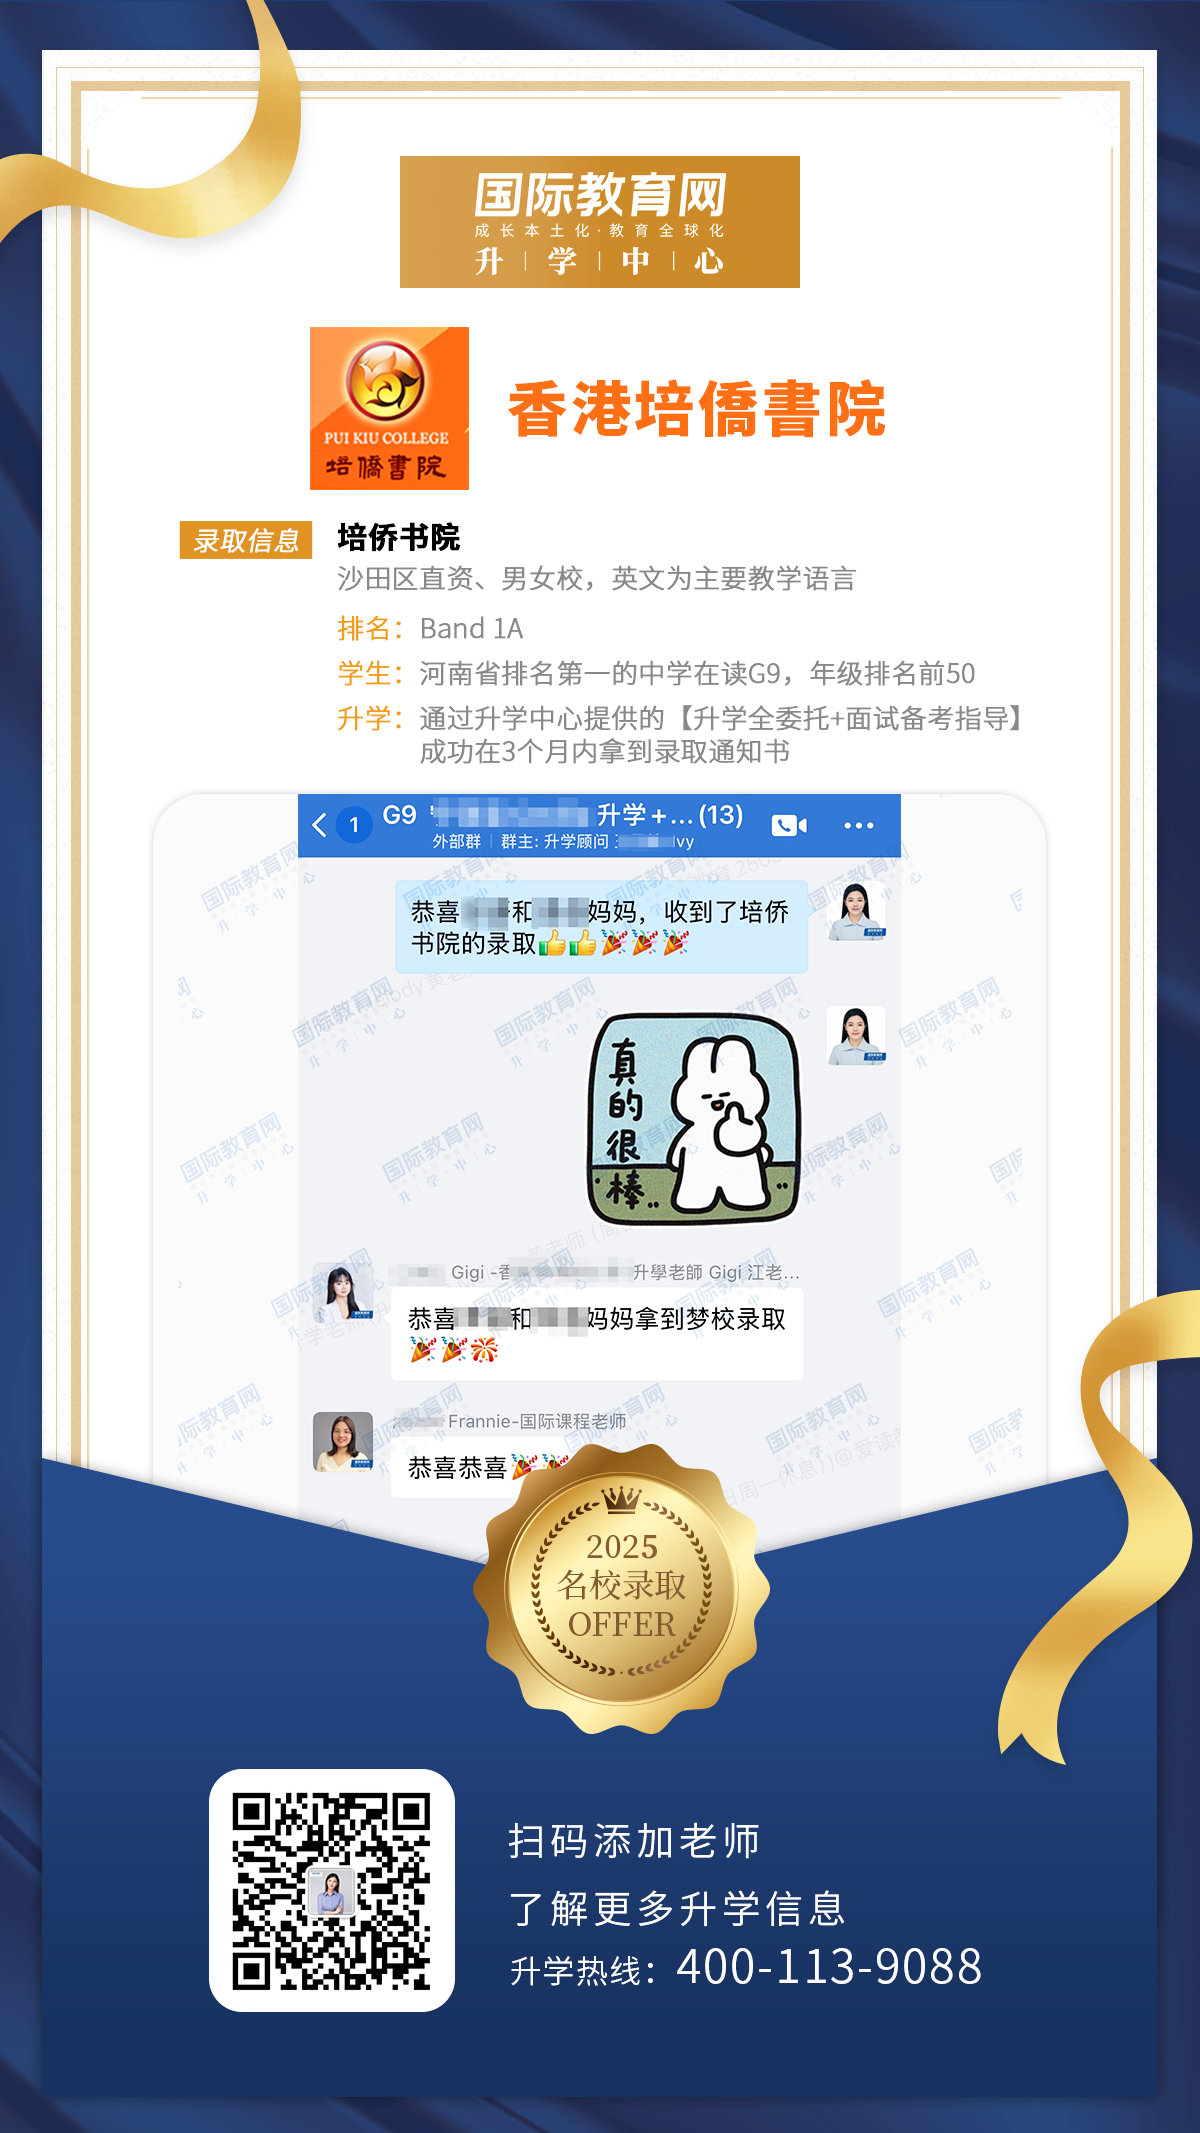 国际教育网
成长本土化·教育全球化
升 | 学 | 中 | 心
PUI KIU COLLEGE
培僑書院
香港培僑書院
录取信息
培侨书院
沙田区直资、男女校，英文为主要教学语言
排名：Band 1A
学生：河南省排名第一的中学在读G9，年级排名前50
升学：通过升学中心提供的【升学全委托+面试备考指导】
成功在3个月内拿到录取通知书
1
G9 升学+...(13)
外部群 | 群主: 升学顾问 Ivy
恭喜 和 妈妈，收到了培侨
书院的录取👍👍🎉🎉🎉
真的很棒
Gigi -香 升學老師 Gigi 江老...
恭喜 和 妈妈拿到梦校录取
🎉🎉🎊
Frannie-国际课程老师
恭喜恭喜🎉🎉
2025
名校录取
OFFER
扫码添加老师
了解更多升学信息
升学热线：400-113-9088